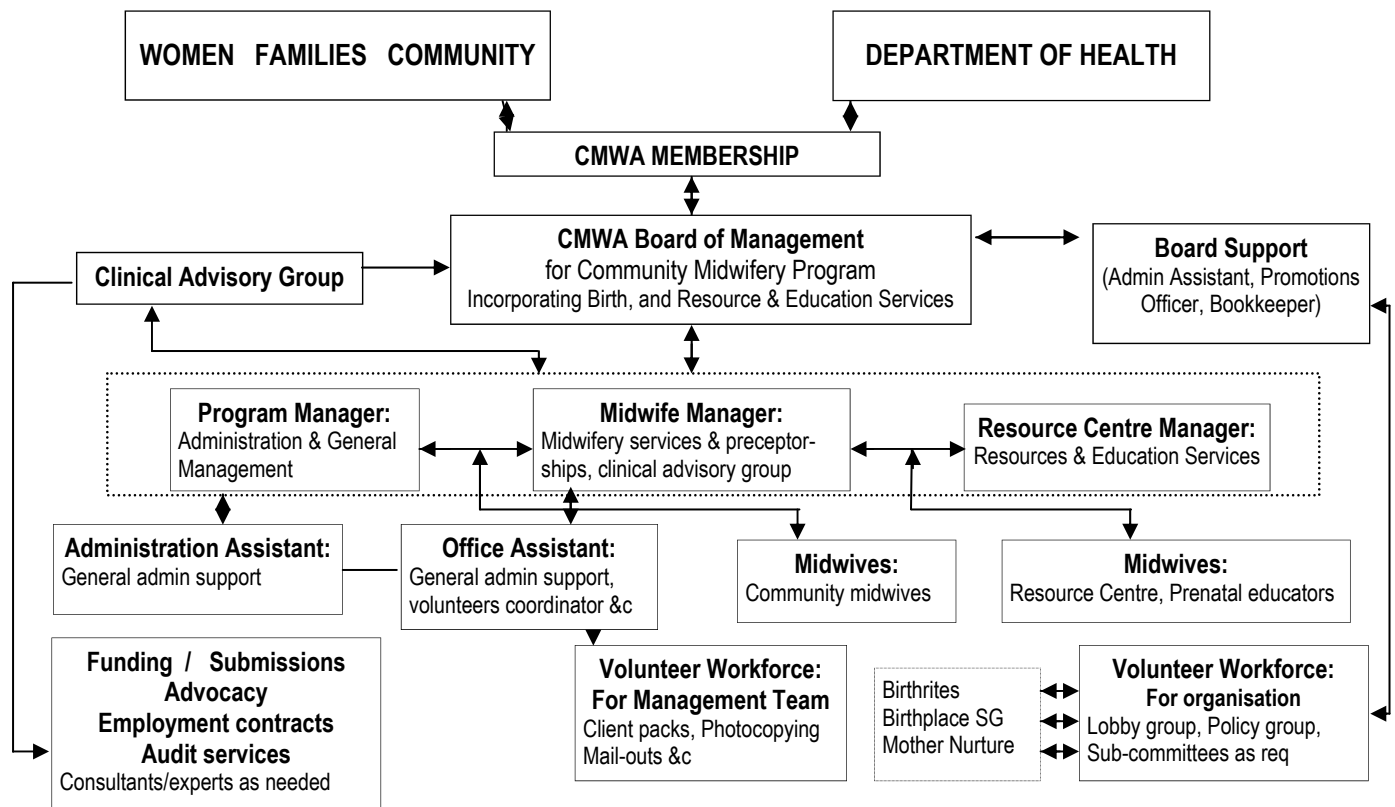 WOMEN FAMILIES COMMUNITY
DEPARTMENT OF HEALTH
CMWA MEMBERSHIP
CMWA Board of Management
for Community Midwifery Program
Incorporating Birth, and Resource & Education Services
Board Support
(Admin Assistant, Promotions
Officer, Bookkeeper)
Clinical Advisory Group
Program Manager:
Administration & General
Management
Midwife Manager:
Midwifery services & preceptor-
ships, clinical advisory group
Resource Centre Manager:
Resources & Education Services
Administration Assistant:
General admin support
Office Assistant:
General admin support,
volunteers coordinator &c
Midwives:
Community midwives
Midwives:
Resource Centre, Prenatal educators
Funding / Submissions
Advocacy
Employment contracts
Audit services
Consultants/experts as needed
Volunteer Workforce:
For Management Team
Client packs, Photocopying
Mail-outs &c
Birthrites
Birthplace SG
Mother Nurture
Volunteer Workforce:
For organisation
Lobby group, Policy group,
Sub-committees as req